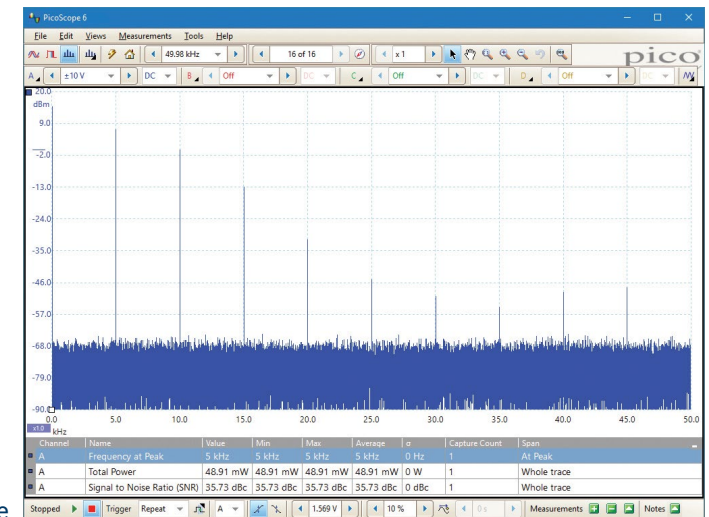 PicoScope 6
File Edit Views Measurements Tools Help
49.98 kHz 16 of 16 x 1 pico
A ±10 V DC B Off DC C Off DC D Off DC
20.0
dBm
9.0
-2.0
-13.0
-24.0
-35.0
-46.0
-57.0
-68.0
-79.0
-90.0
0.0 5.0 10.0 15.0 20.0 25.0 30.0 35.0 40.0 45.0 50.0
x1.0 kHz
Channel Name Value Min Max Average σ Capture Count Span
A Frequency at Peak 5 kHz 5 kHz 5 kHz 5 kHz 0 Hz 1 At Peak
A Total Power 48.91 mW 48.91 mW 48.91 mW 48.91 mW 0 W 1 Whole trace
A Signal to Noise Ratio (SNR) 35.73 dBc 35.73 dBc 35.73 dBc 35.73 dBc 0 dBc 1 Whole trace
Stopped Trigger Repeat A 1.569 V 10 % 0 s Measurements Notes